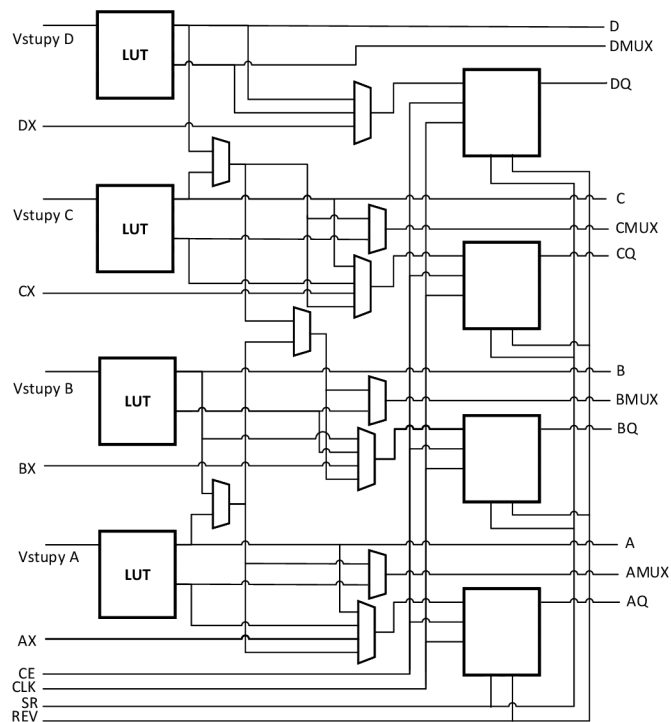 D
Vstupy D
DMUX
LUT
DQ
DX
C
Vstupy C
CMUX
LUT
CQ
CX
B
Vstupy B
BMUX
LUT
BQ
BX
A
Vstupy A
AMUX
LUT
AQ
AX
CE
CLK
SR
REV